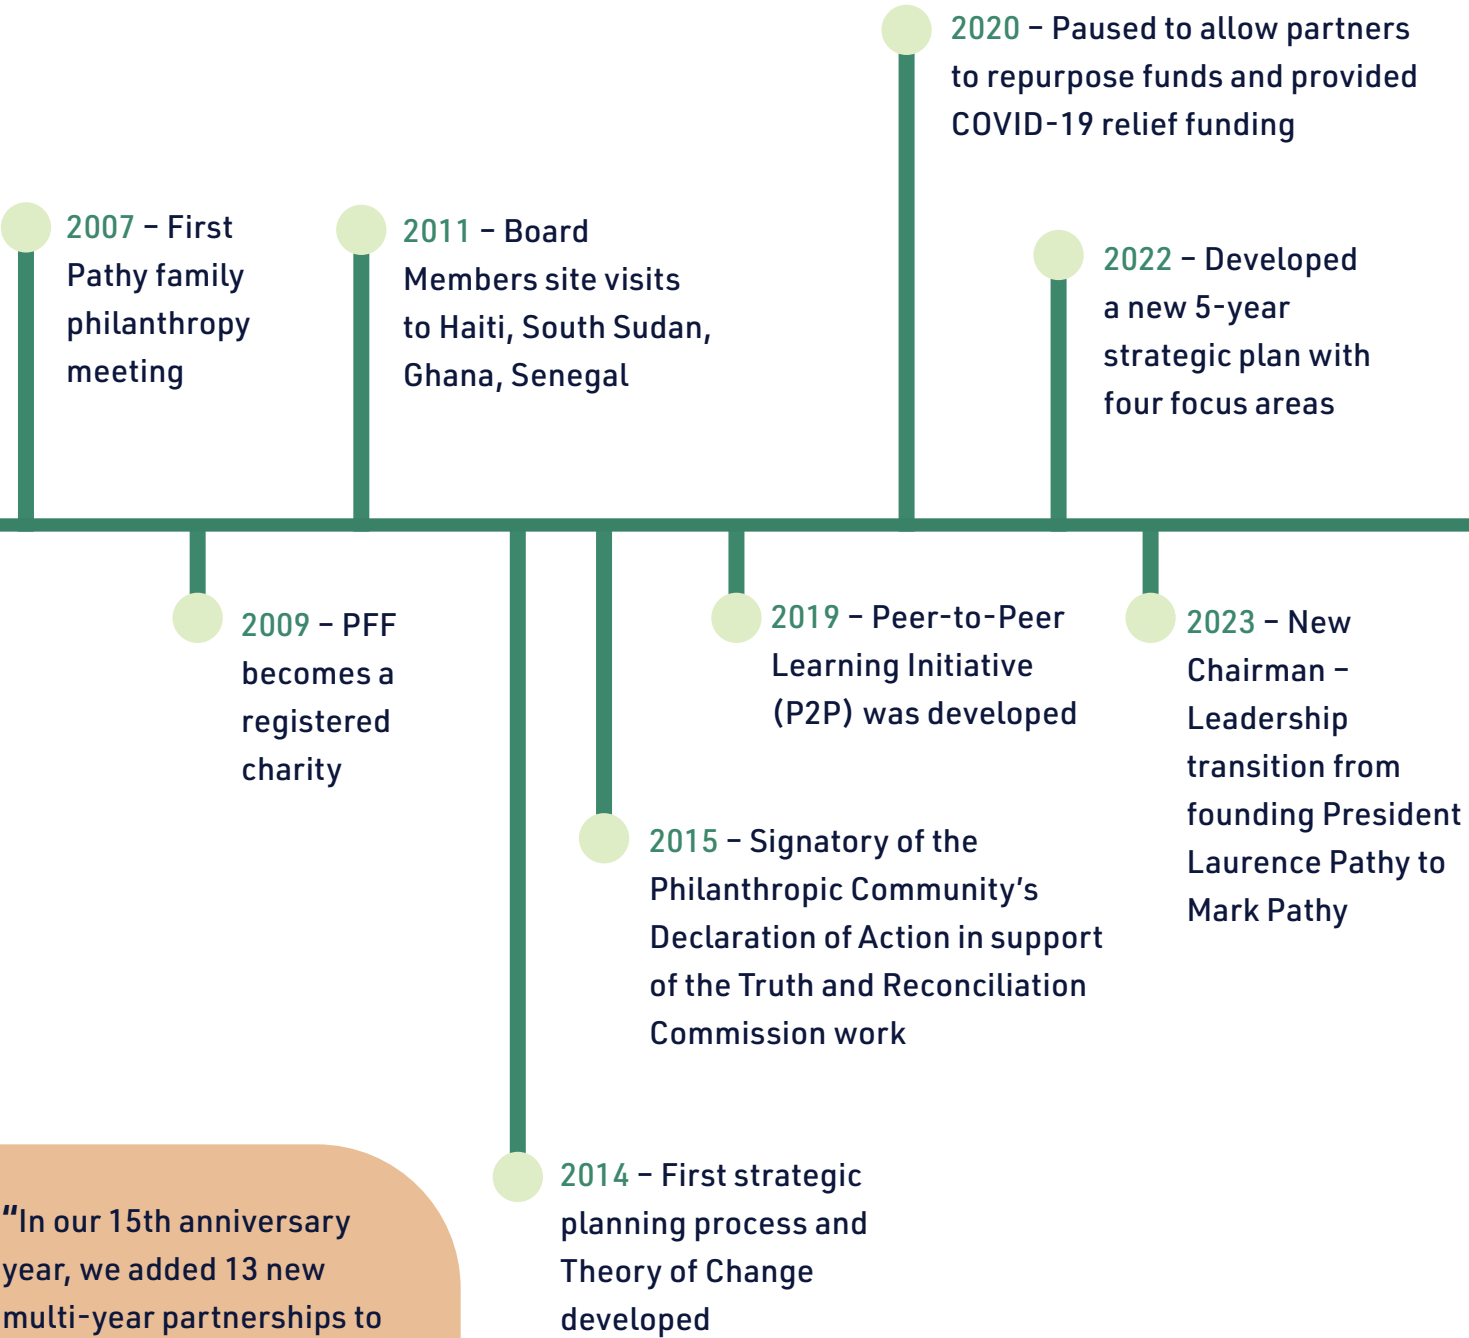 2020 – Paused to allow partners
to repurpose funds and provided
COVID-19 relief funding
2007 – First
Pathy family
philanthropy
meeting
2011 – Board
Members site visits
to Haiti, South Sudan,
Ghana, Senegal
2022 – Developed
a new 5-year
strategic plan with
four focus areas
2009 – PFF
becomes a
registered
charity
2019 – Peer-to-Peer
Learning Initiative
(P2P) was developed
2023 – New
Chairman –
Leadership
transition from
founding President
Laurence Pathy to
Mark Pathy
2015 – Signatory of the
Philanthropic Community’s
Declaration of Action in support
of the Truth and Reconciliation
Commission work
2014 – First strategic
planning process and
Theory of Change
developed
“In our 15th anniversary
year, we added 13 new
multi-year partnerships to